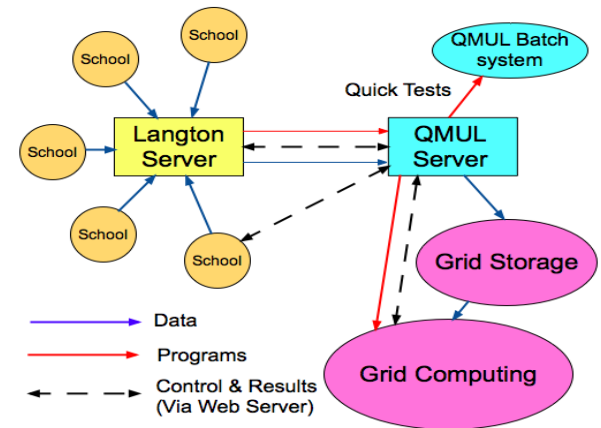 School
QMUL Batch
system
School
Quick Tests
Langton
Server
QMUL
Server
School
School
School
Grid Storage
Data
Programs
Control & Results
(Via Web Server)
Grid Computing